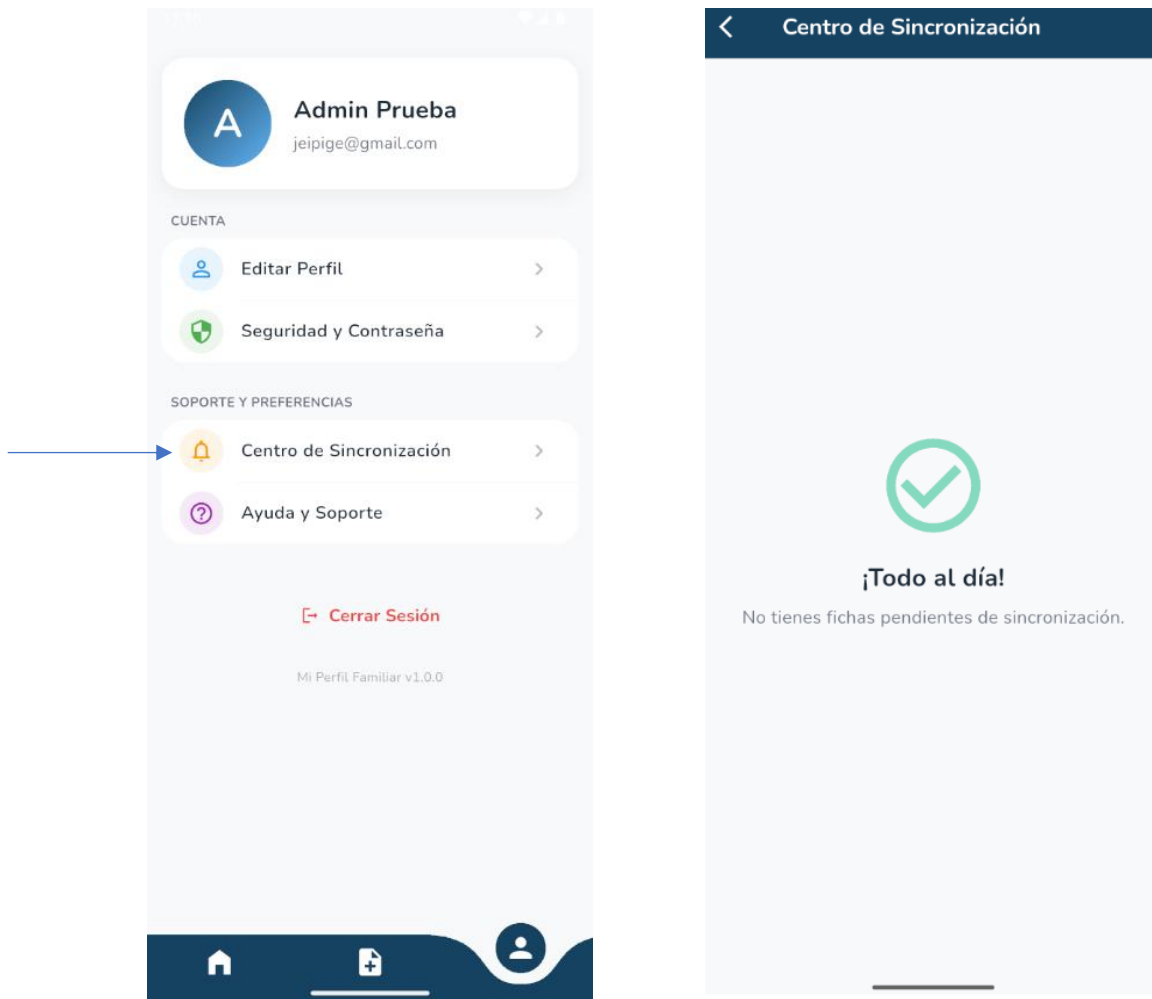 A
Admin Prueba
jeipige@gmail.com
CUENTA
Editar Perfil
Seguridad y Contraseña
SOPORTE Y PREFERENCIAS
Centro de Sincronización
Ayuda y Soporte
Cerrar Sesión
Mi Perfil Familiar v1.0.0
Centro de Sincronización
¡Todo al día!
No tienes fichas pendientes de sincronización.